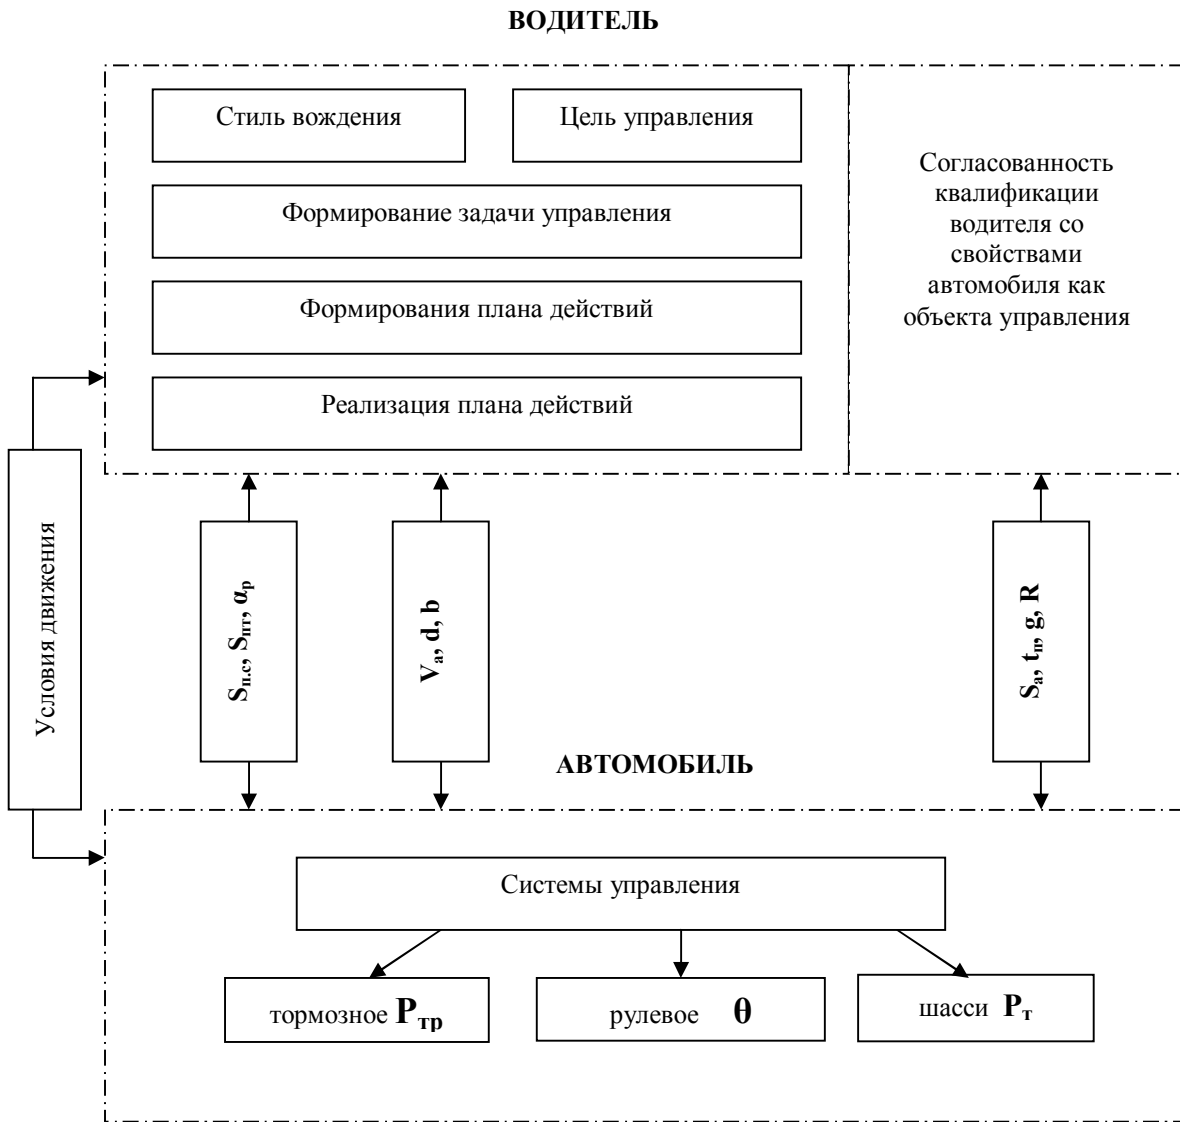 ВОДИТЕЛЬ
Стиль вождения
Цель управления
Согласованность
квалификации
водителя со
свойствами
автомобиля как
объекта управления
Формирование задачи управления
Формирования плана действий
Реализация плана действий
Условия движения
Sп.с, Sпт, αр
Vа, d, b
Sа, tп, g, R
АВТОМОБИЛЬ
Системы управления
тормозное Pтр
рулевое θ
шасси Pт